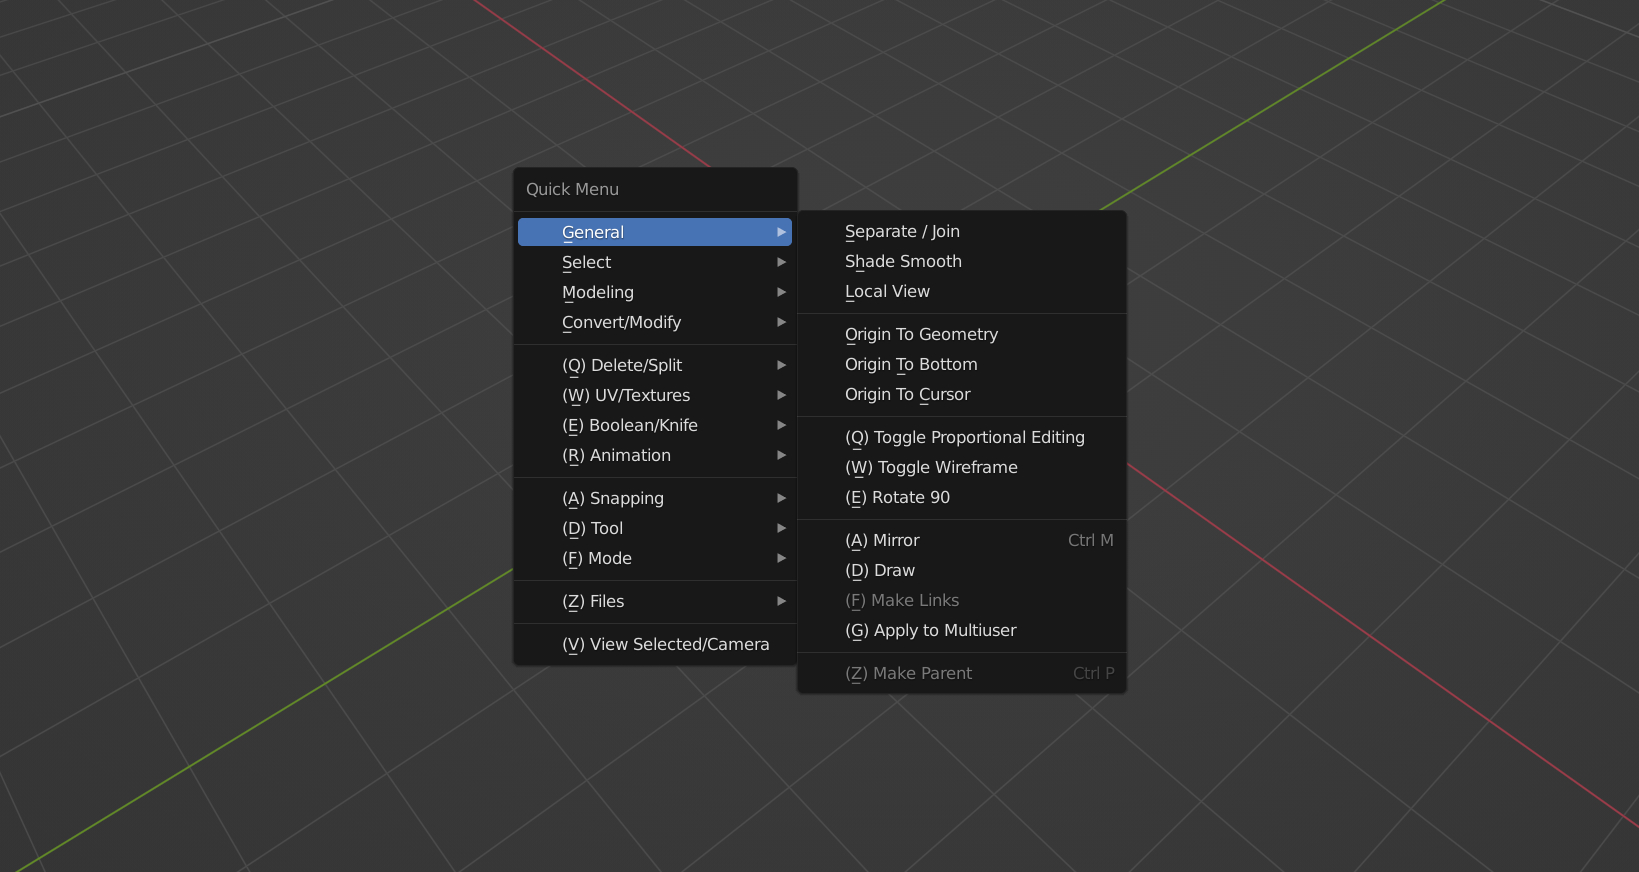 Quick Menu
General
Select
Modeling
Convert/Modify
(Q) Delete/Split
(W) UV/Textures
(E) Boolean/Knife
(R) Animation
(A) Snapping
(D) Tool
(F) Mode
(Z) Files
(V) View Selected/Camera
Separate / Join
Shade Smooth
Local View
Origin To Geometry
Origin To Bottom
Origin To Cursor
(Q) Toggle Proportional Editing
(W) Toggle Wireframe
(E) Rotate 90
(A) Mirror Ctrl M
(D) Draw
(F) Make Links
(G) Apply to Multiuser
(Z) Make Parent Ctrl P